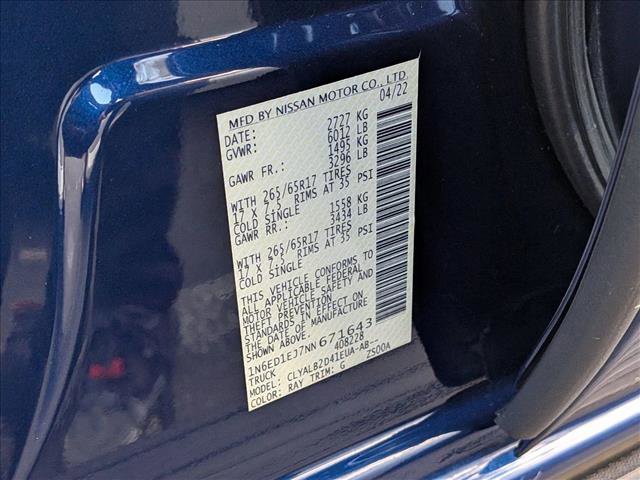 MFD BY NISSAN MOTOR CO., LTD.
DATE: 04/22
GVWR: 2727 KG
6012 LB
GAWR FR.: 1495 KG
3296 LB
WITH 265/65R17 TIRES
17 X 7.5 RIMS AT 35 PSI
COLD SINGLE
GAWR RR.: 1558 KG
3434 LB
WITH 265/65R17 TIRES
17 X 7.5 RIMS AT 35 PSI
COLD SINGLE
THIS VEHICLE CONFORMS TO
ALL APPLICABLE FEDERAL
MOTOR VEHICLE SAFETY AND
THEFT PREVENTION
STANDARDS IN EFFECT ON
THE DATE OF MANUFACTURE
SHOWN ABOVE.
1N6ED1EJ7NN671643
TRUCK 408228
MODEL: CLYALB2D41EUA-AB--
COLOR: RAY TRIM: G ZS00A